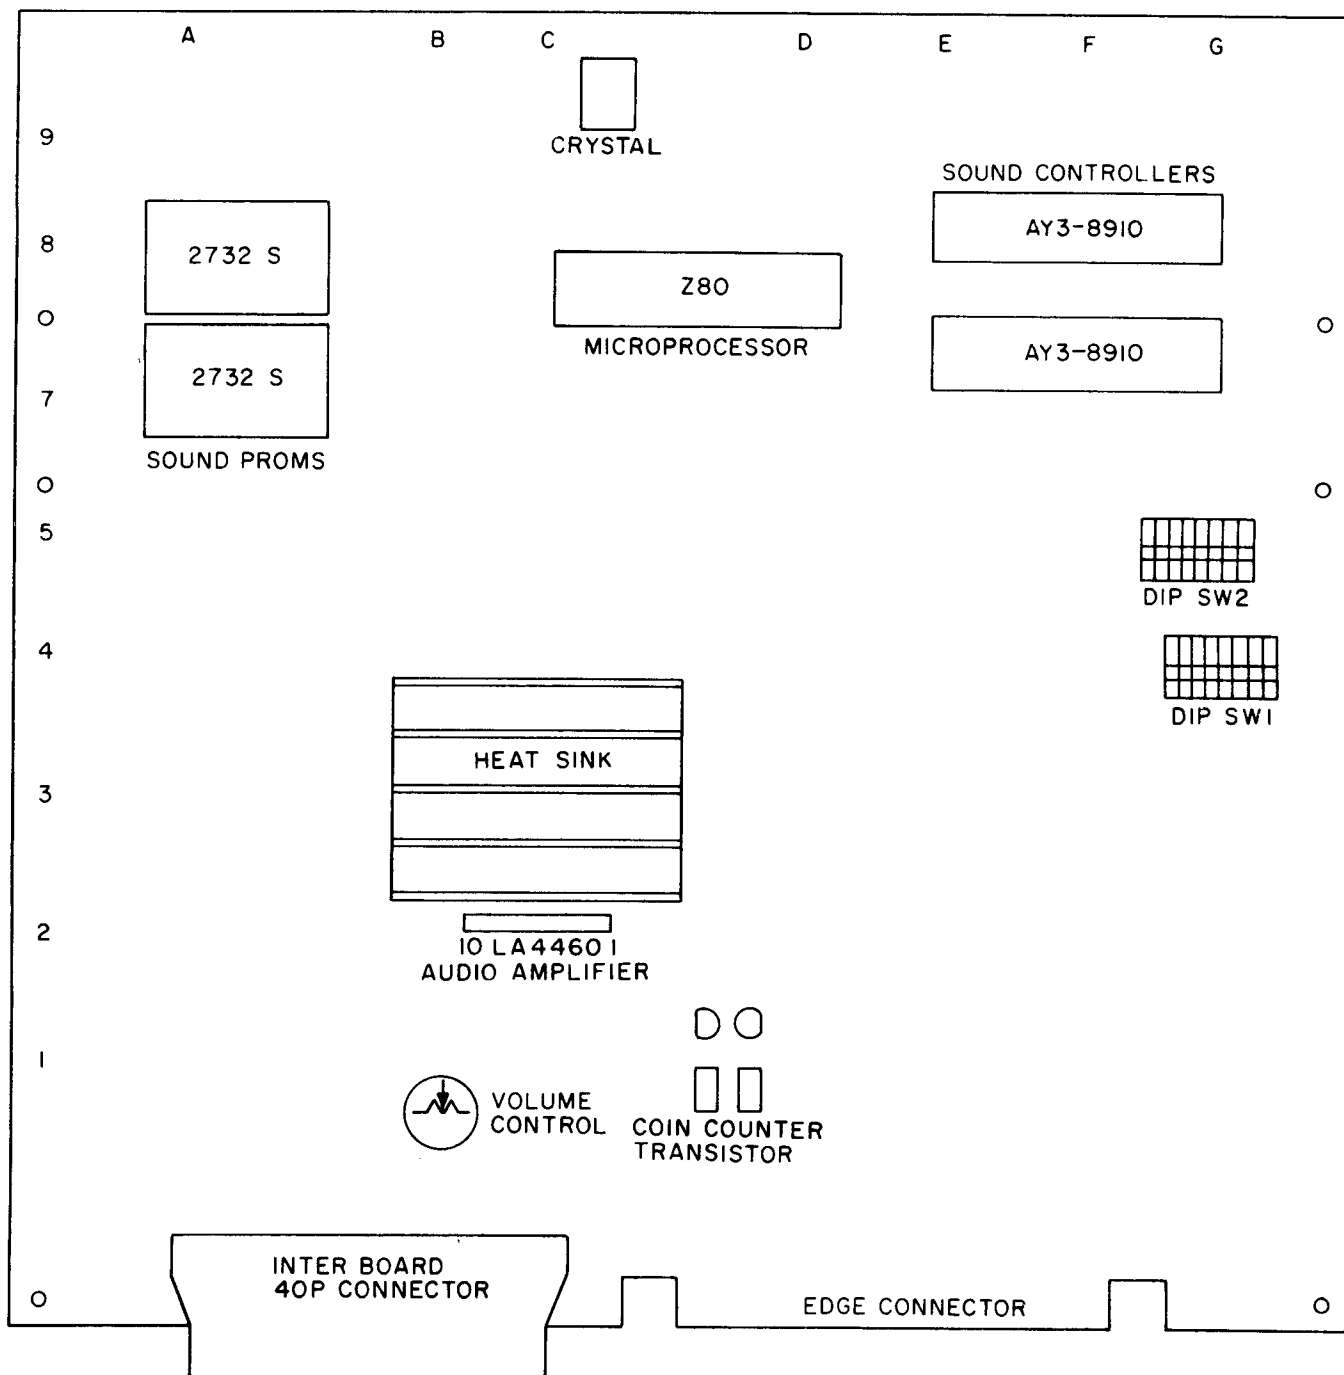 A B C D E F G
9
CRYSTAL
SOUND CONTROLLERS
8
2732 S
Z80
AY3-8910
MICROPROCESSOR
AY3-8910
2732 S
7
SOUND PROMS
5
DIP SW2
4
DIP SW1
HEAT SINK
3
2
10 LA4460 1
AUDIO AMPLIFIER
1
VOLUME
CONTROL
COIN COUNTER
TRANSISTOR
INTER BOARD
40P CONNECTOR
EDGE CONNECTOR